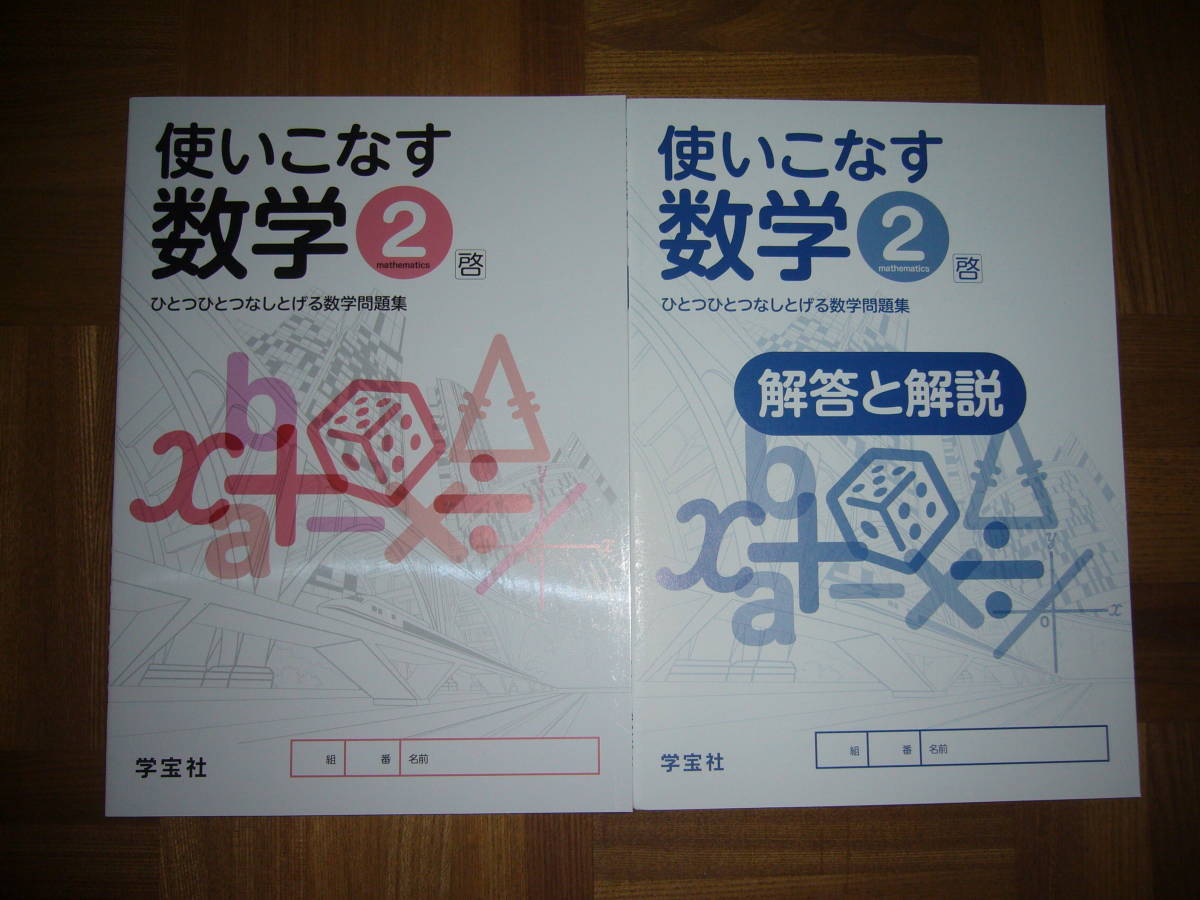 使いこなす
数学2
mathematics
啓
ひとつひとつなしとげる数学問題集
b
x
+
a
−
×
÷
y
x
学宝社
組 番 名前
使いこなす
数学2
mathematics
啓
ひとつひとつなしとげる数学問題集
解答と解説
b
x
+
a
−
×
÷
y
x
O
学宝社
組 番 名前